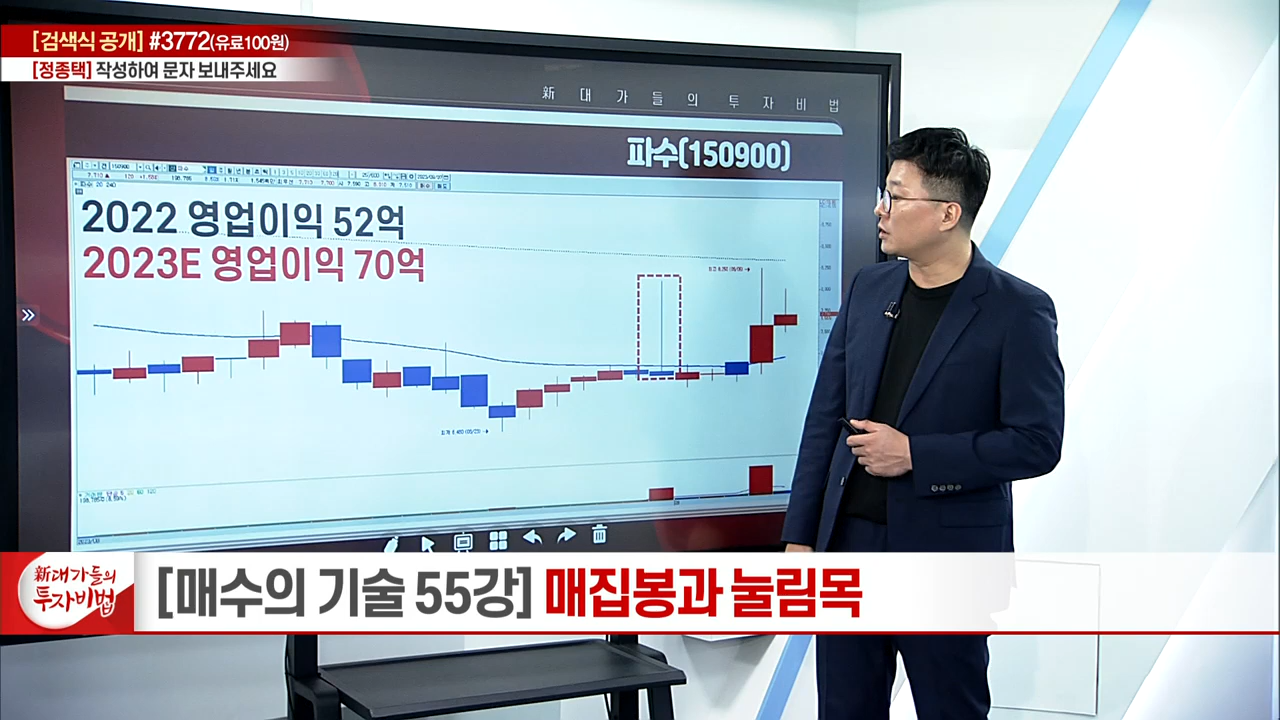 [검색식 공개] #3772(유료100원)
[정종택] 작성하여 문자 보내주세요
新 대 가 들 의 투 자 비 법
파수(150900)
2022 영업이익 52억
2023E 영업이익 70억
新대가들의
투자비법
[매수의 기술 55강] 매집봉과 눌림목